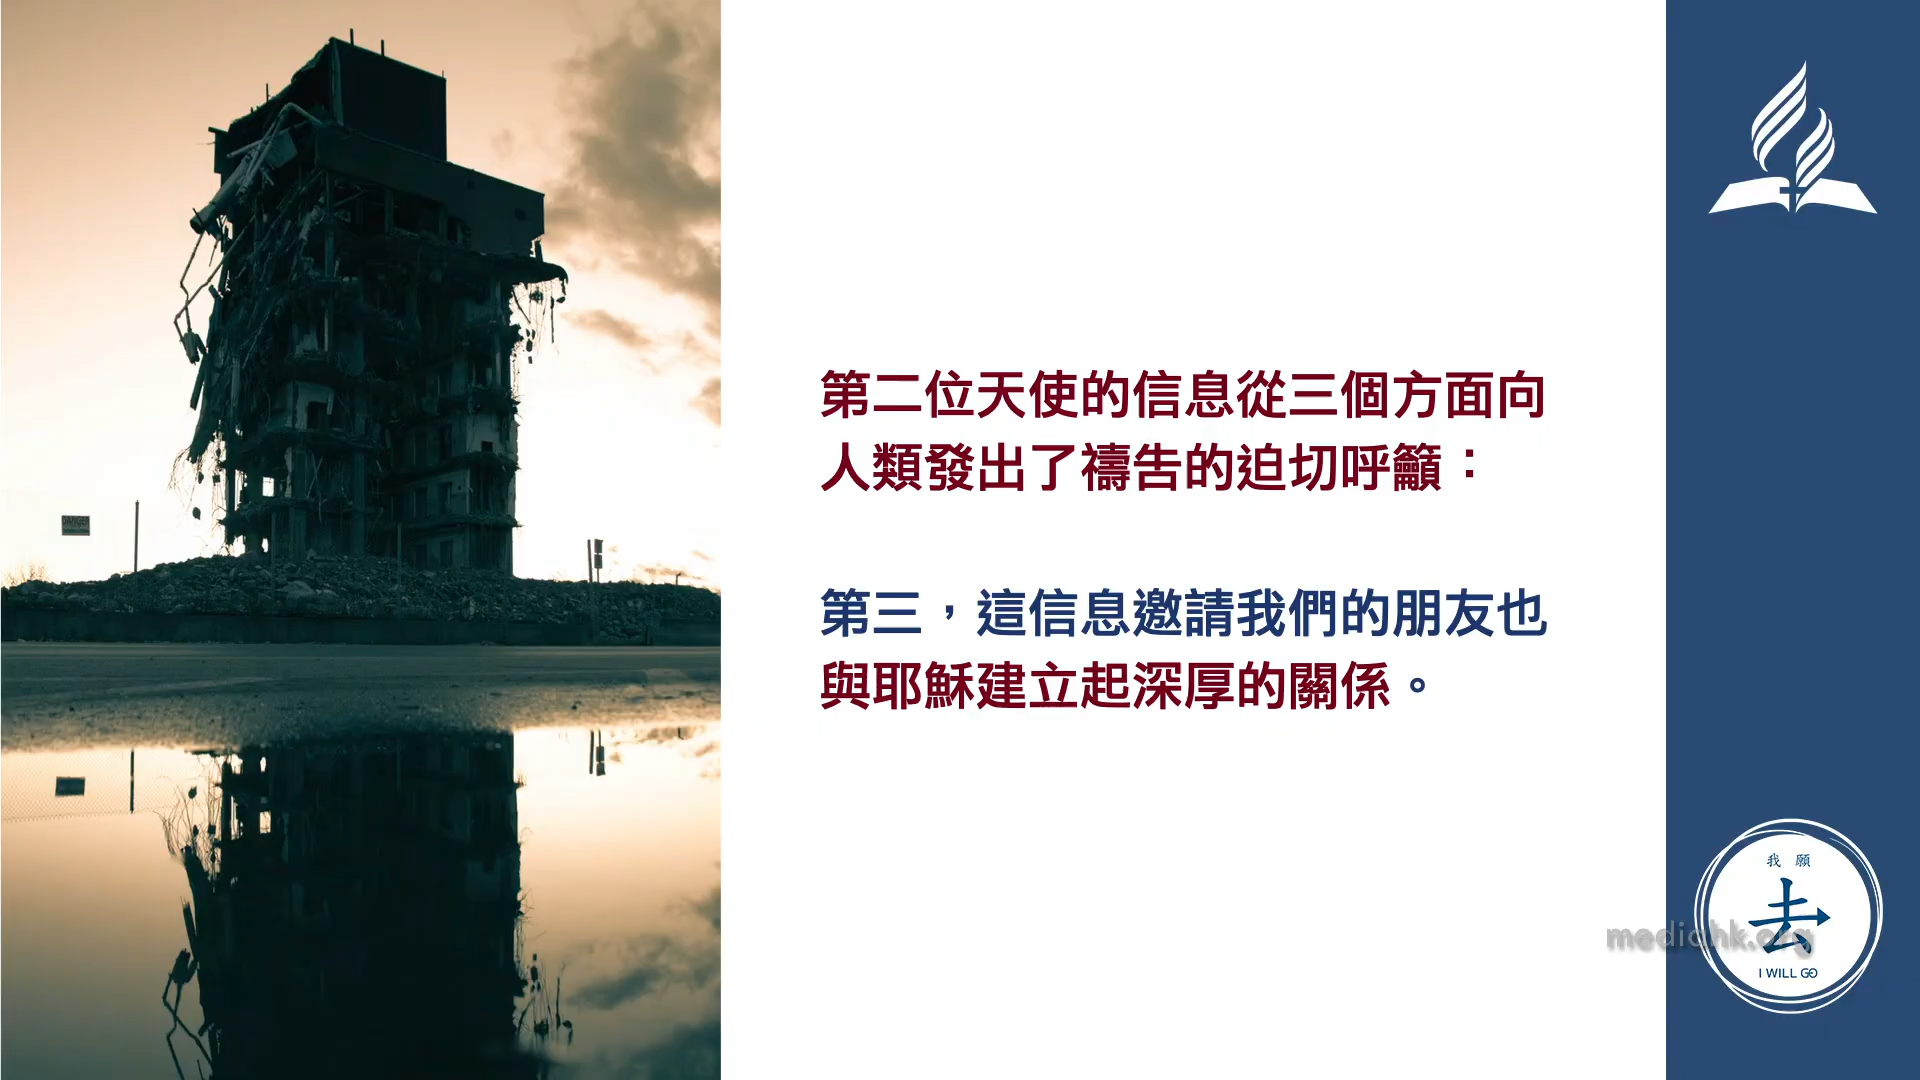 第二位天使的信息從三個方面向
人類發出了禱告的迫切呼籲：
第三，這信息邀請我們的朋友也
與耶穌建立起深厚的關係。
我願
去
I WILL GO
mediahk.org